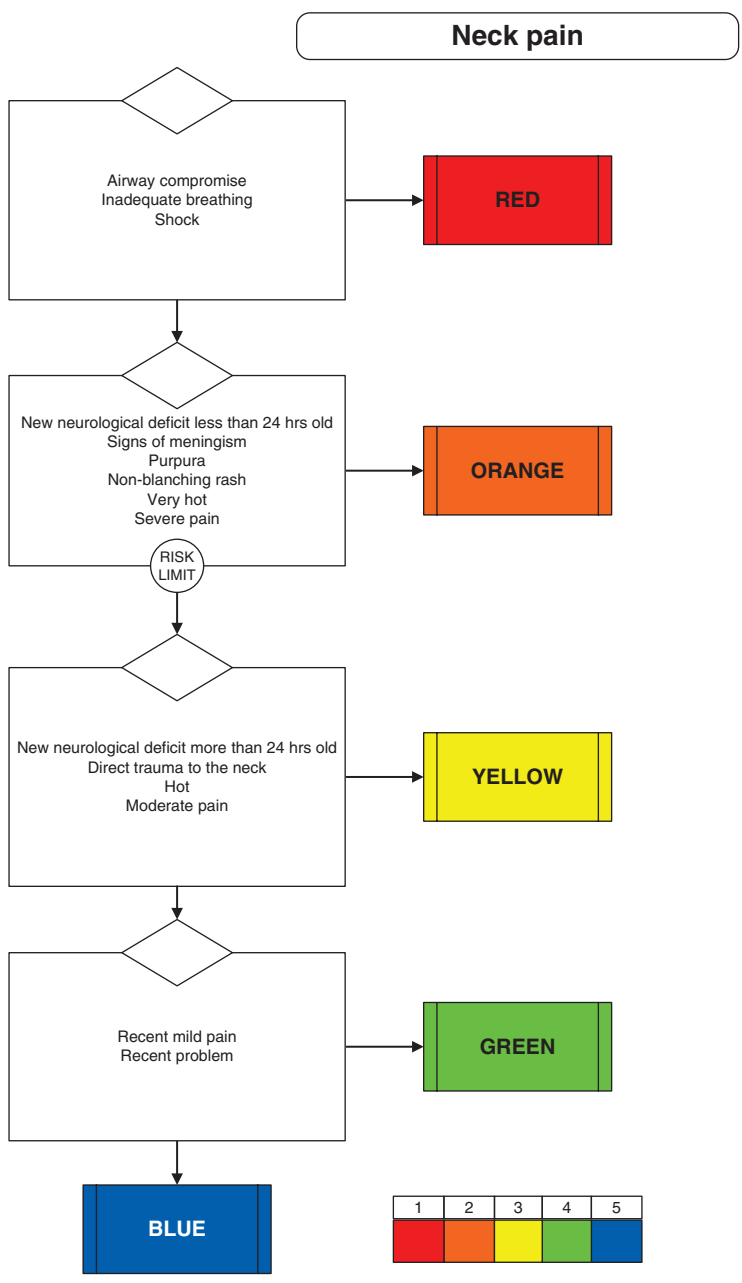 Neck pain
Airway compromise
Inadequate breathing
Shock
RED
New neurological deficit less than 24 hrs old
Signs of meningism
Purpura
Non-blanching rash
Very hot
Severe pain
ORANGE
RISK
LIMIT
New neurological deficit more than 24 hrs old
Direct trauma to the neck
Hot
Moderate pain
YELLOW
Recent mild pain
Recent problem
GREEN
BLUE
1 2 3 4 5